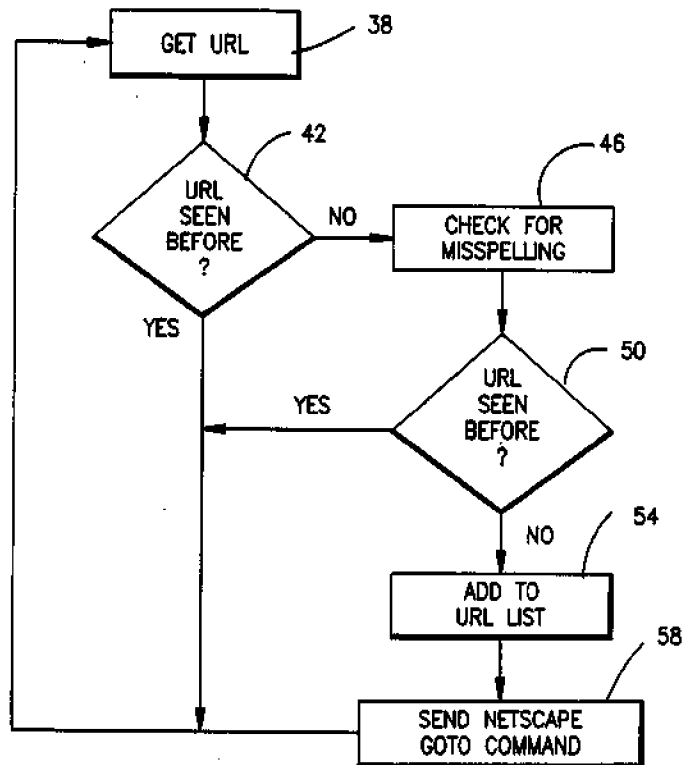 GET URL
38
42
URL
SEEN
BEFORE
?
NO
YES
46
CHECK FOR
MISSPELLING
50
URL
SEEN
BEFORE
?
YES
NO
54
ADD TO
URL LIST
58
SEND NETSCAPE
GOTO COMMAND